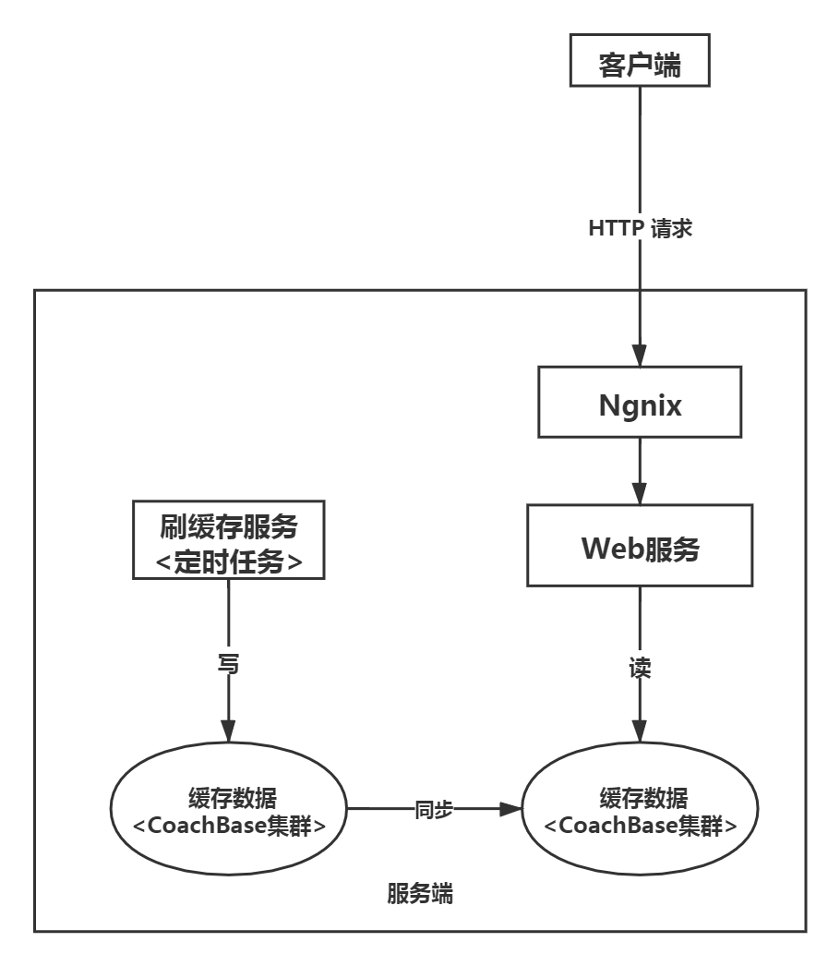 客户端
HTTP 请求
Ngnix
刷缓存服务
<定时任务>
Web服务
写
读
缓存数据
<CoachBase集群>
同步
缓存数据
<CoachBase集群>
服务端